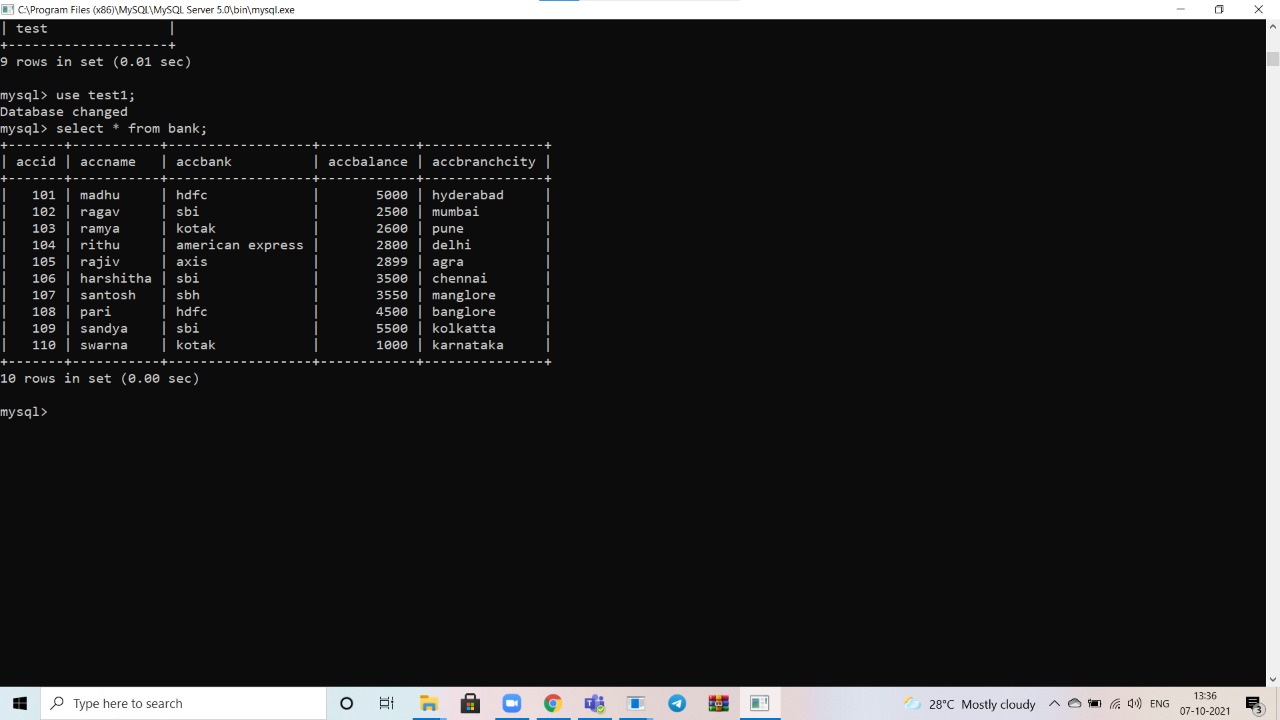 C:\Program Files (x86)\MySQL\MySQL Server 5.0\bin\mysql.exe
| test                |
+--------------------+
9 rows in set (0.01 sec)
mysql> use test1;
Database changed
mysql> select * from bank;
+-------+-----------+------------------+------------+---------------+
| accid | accname   | accbank          | accbalance | accbranchcity |
+-------+-----------+------------------+------------+---------------+
|   101 | madhu     | hdfc             |       5000 | hyderabad     |
|   102 | ragav     | sbi              |       2500 | mumbai        |
|   103 | ramya     | kotak            |       2600 | pune          |
|   104 | rithu     | american express |       2800 | delhi         |
|   105 | rajiv     | axis             |       2899 | agra          |
|   106 | harshitha | sbi              |       3500 | chennai       |
|   107 | santosh   | sbh              |       3550 | manglore      |
|   108 | pari      | hdfc             |       4500 | banglore      |
|   109 | sandya    | sbi              |       5500 | kolkatta      |
|   110 | swarna    | kotak            |       1000 | karnataka     |
+-------+-----------+------------------+------------+---------------+
10 rows in set (0.00 sec)
mysql>
Type here to search
28°C Mostly cloudy
ENG
13:36
07-10-2021
3